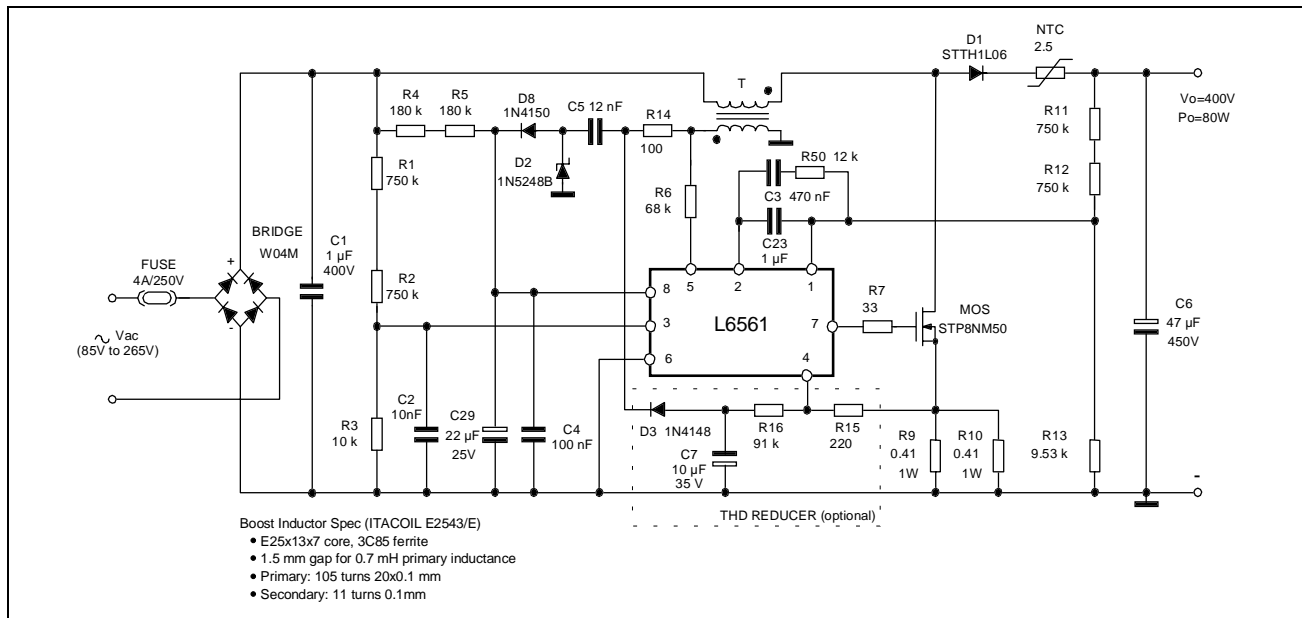 NTC
2.5
D1
STTH1L06
T
R4
180 k
R5
180 k
D8
1N4150
C5 12 nF
R14
100
D2
1N5248B
R50 12 k
C3 470 nF
C23
1 µF
R11
750 k
R12
750 k
Vo=400V
Po=80W
R1
750 k
R6
68 k
BRIDGE
W04M
C1
1 µF
400V
FUSE
4A/250V
+
-
R2
750 k
Vac
(85V to 265V)
5
2
1
8
3
6
7
4
L6561
R7
33
MOS
STP8NM50
C6
47 µF
450V
C2
10nF
C29
22 µF
25V
C4
100 nF
R3
10 k
D3 1N4148
R16
91 k
R15
220
C7
10 µF
35 V
R9
0.41
1W
R10
0.41
1W
R13
9.53 k
-
THD REDUCER (optional)
Boost Inductor Spec (ITACOIL E2543/E)
• E25x13x7 core, 3C85 ferrite
• 1.5 mm gap for 0.7 mH primary inductance
• Primary: 105 turns 20x0.1 mm
• Secondary: 11 turns 0.1mm